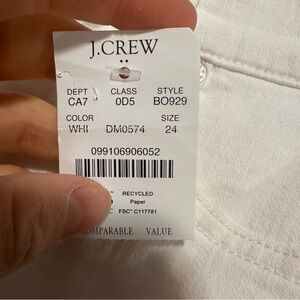 J.CREW
DEPT CLASS STYLE
CA7 0D5 BO929
COLOR SIZE
WHI DM0574 24
099106906052
RECYCLED
Paper
FSC® C117781
COMPARABLE VALUE